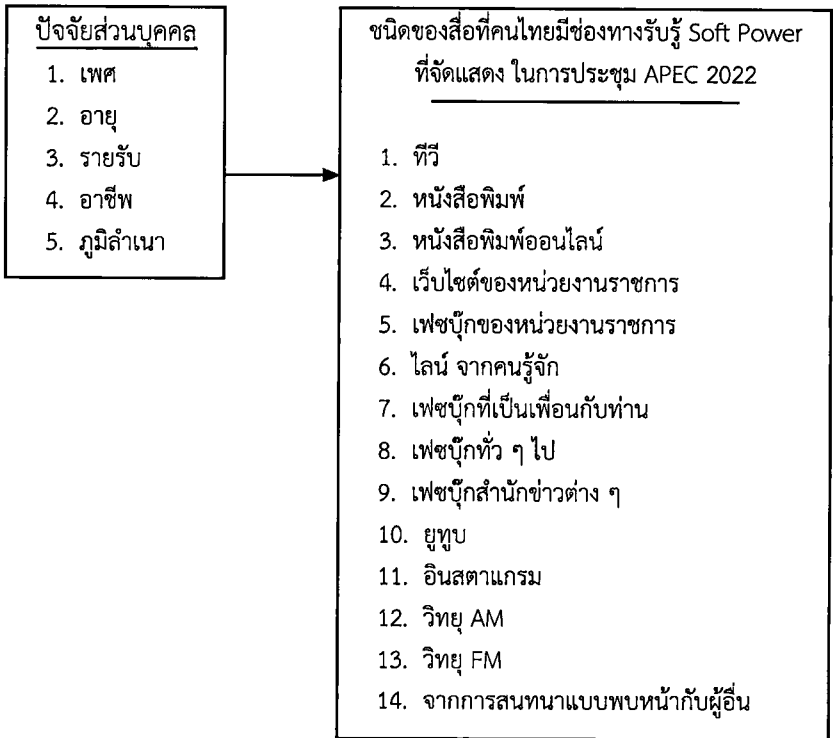 ปัจจัยส่วนบุคคล
1. เพศ
2. อายุ
3. รายรับ
4. อาชีพ
5. ภูมิลำเนา
ชนิดของสื่อที่คนไทยมีช่องทางรับรู้ Soft Power
ที่จัดแสดง ในการประชุม APEC 2022
1. ทีวี
2. หนังสือพิมพ์
3. หนังสือพิมพ์ออนไลน์
4. เว็บไซต์ของหน่วยงานราชการ
5. เฟซบุ๊กของหน่วยงานราชการ
6. ไลน์ จากคนรู้จัก
7. เฟซบุ๊กที่เป็นเพื่อนกับท่าน
8. เฟซบุ๊กทั่ว ๆ ไป
9. เฟซบุ๊กสำนักข่าวต่าง ๆ
10. ยูทูบ
11. อินสตาแกรม
12. วิทยุ AM
13. วิทยุ FM
14. จากการสนทนาแบบพบหน้ากับผู้อื่น